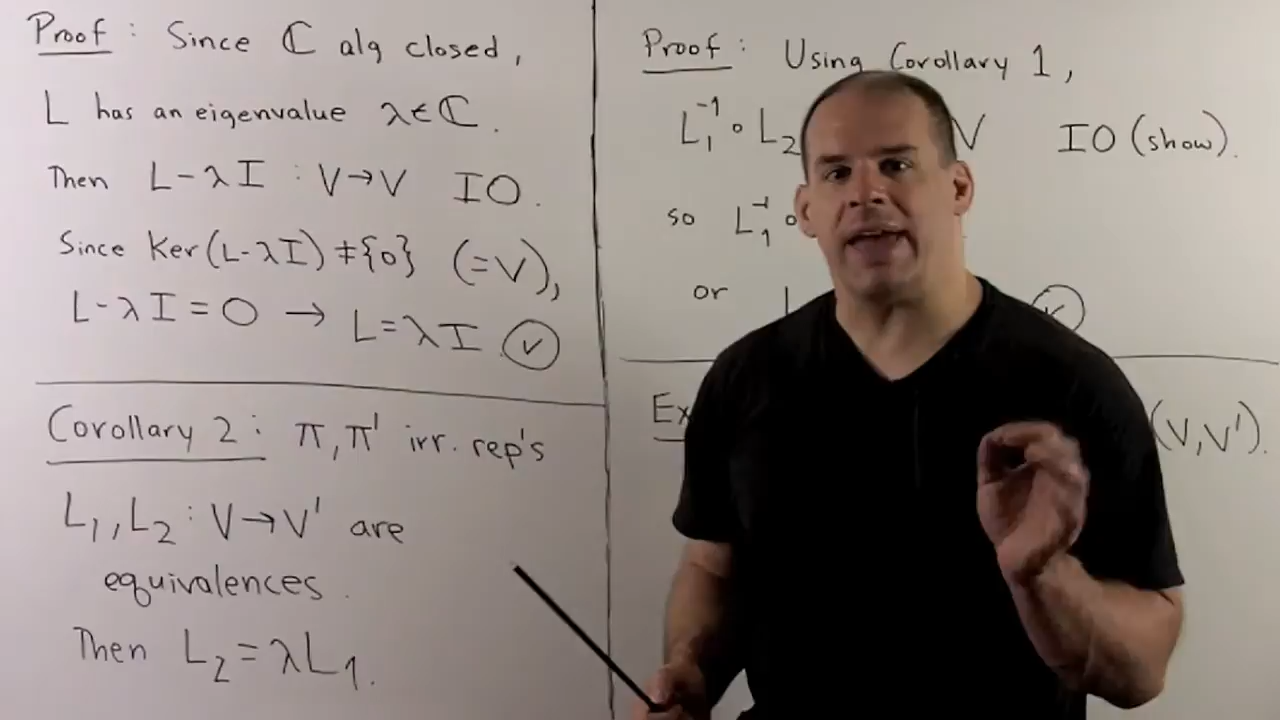 Proof : Since ℂ alg closed,
L has an eigenvalue λ∈ℂ.
Then L-λI : V→V IO.
Since Ker(L-λI)≠{0} (=V),
L-λI=0 → L=λI ✓
Corollary 2: π,π' irr. rep's
L₁,L₂ : V→V' are
equivalences.
Then L₂=λL₁.
Proof : Using Corollary 1,
L₁⁻¹∘L₂ V IO (show).
so L₁⁻¹∘
or
(V,V').